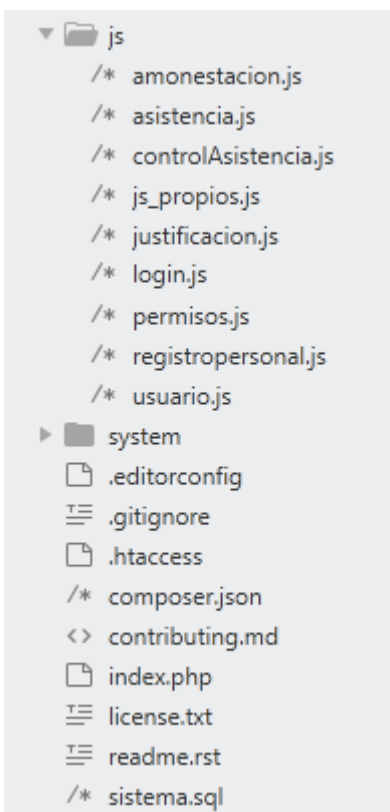 js
/* amonestacion.js
/* asistencia.js
/* controlAsistencia.js
/* js_propios.js
/* justificacion.js
/* login.js
/* permisos.js
/* registropersonal.js
/* usuario.js
system
.editorconfig
.gitignore
.htaccess
/* composer.json
<> contributing.md
index.php
license.txt
readme.rst
/* sistema.sql